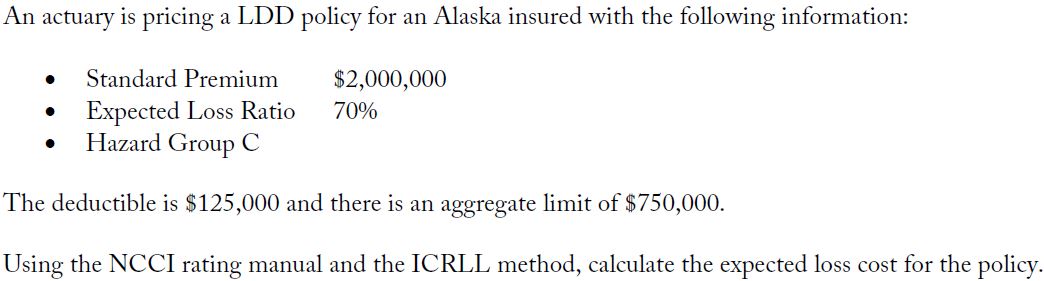 An actuary is pricing a LDD policy for an Alaska insured with the following information:
• Standard Premium $2,000,000
• Expected Loss Ratio 70%
• Hazard Group C
The deductible is $125,000 and there is an aggregate limit of $750,000.
Using the NCCI rating manual and the ICRLL method, calculate the expected loss cost for the policy.